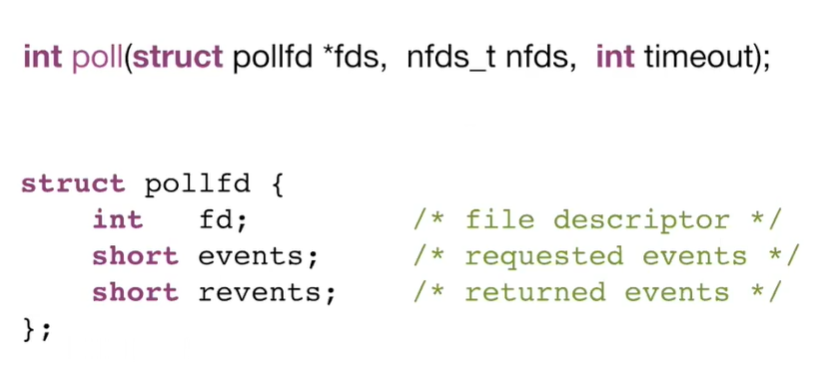 int poll(struct pollfd *fds, nfds_t nfds, int timeout);
struct pollfd {
int fd; /* file descriptor */
short events; /* requested events */
short revents; /* returned events */
};